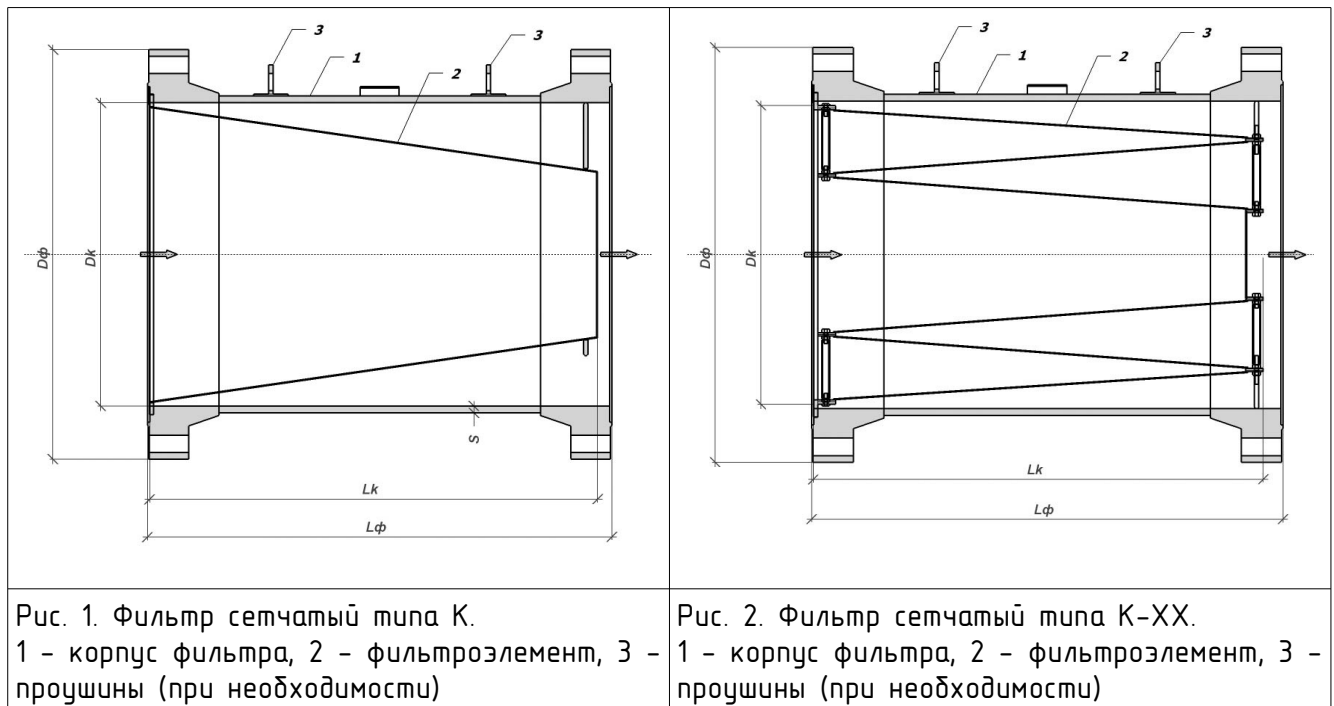 3
3
1
2
Dф
Dk
S
Lk
Lф
3
3
1
2
Dф
Dk
Lk
Lф
Рис. 1. Фильтр сетчатый типа К.
1 – корпус фильтра, 2 – фильтроэлемент, 3 –
проушины (при необходимости)
Рис. 2. Фильтр сетчатый типа К-ХХ.
1 – корпус фильтра, 2 – фильтроэлемент, 3 –
проушины (при необходимости)